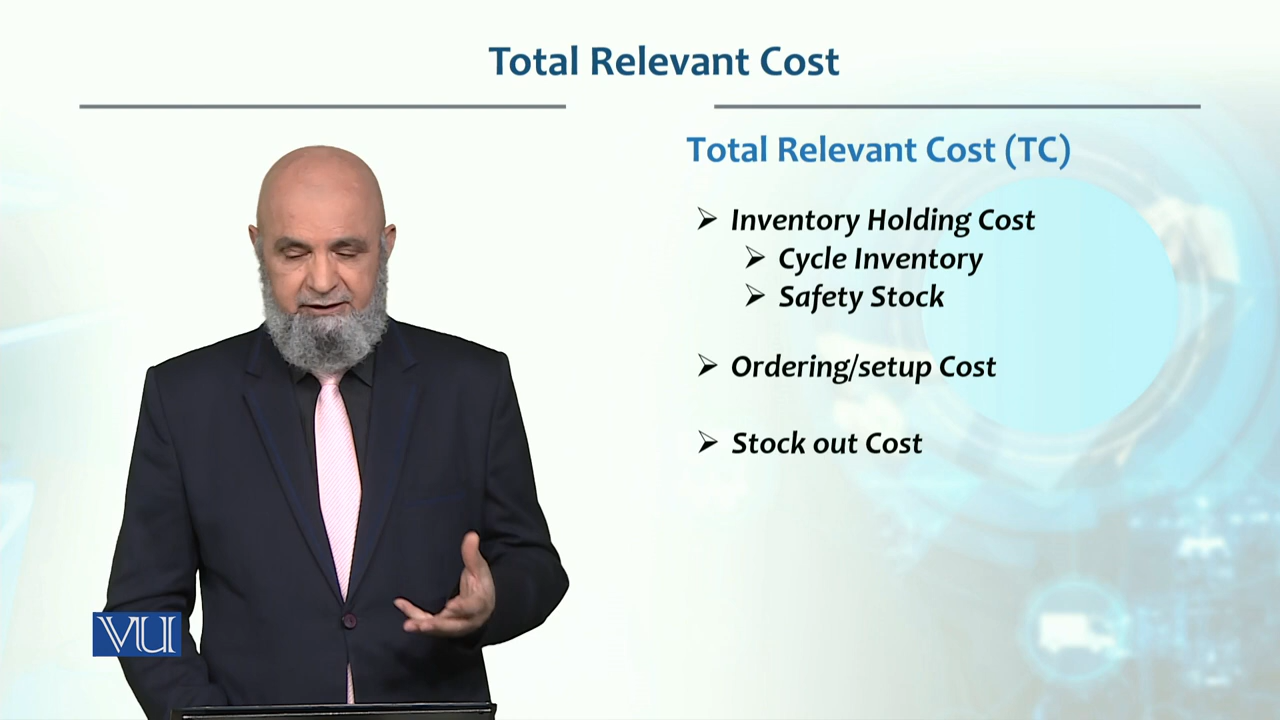 Total Relevant Cost
Total Relevant Cost (TC)
Inventory Holding Cost
Cycle Inventory
Safety Stock
Ordering/setup Cost
Stock out Cost
VU